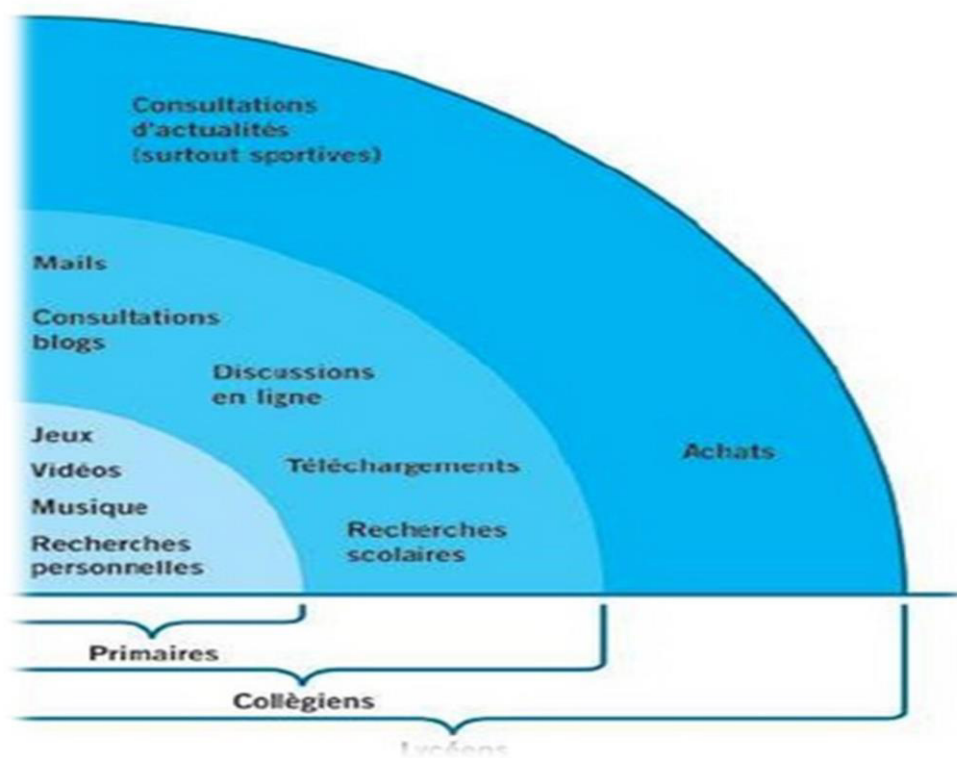 Consultations
d'actualités
(surtout sportives)
Mails
Consultations
blogs
Discussions
en ligne
Jeux
Vidéos
Musique
Recherches
personnelles
Téléchargements
Recherches
scolaires
Achats
Primaires
Collègiens
Lycéens